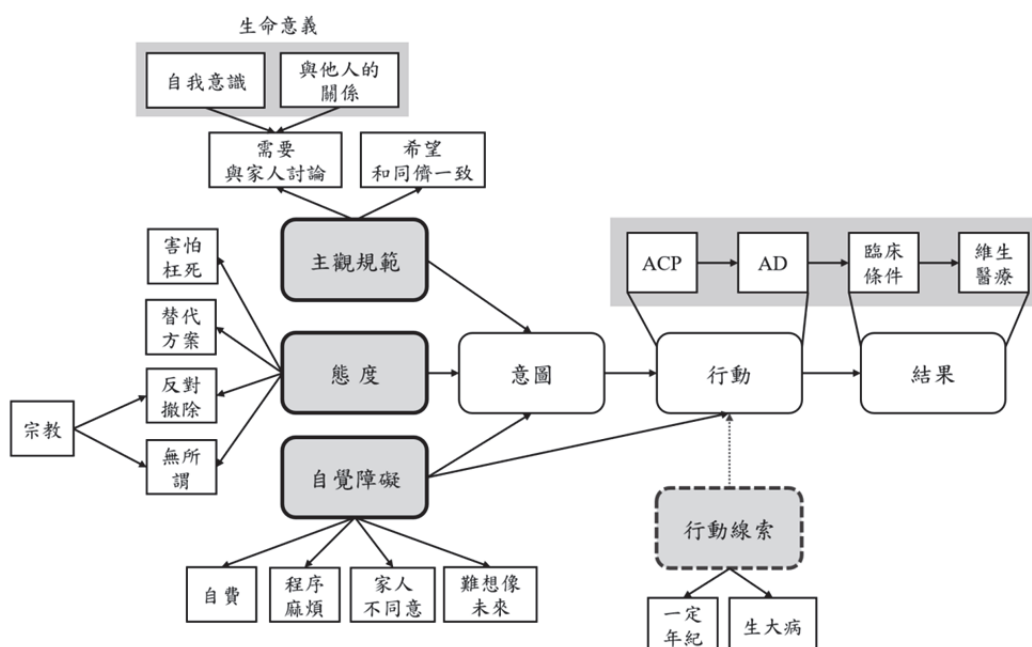 生命意義
自我意識
與他人的
關係
需要
與家人討論
希望
和同儕一致
主觀規範
害怕
枉死
替代
方案
反對
撤除
無所
謂
宗教
態度
自覺障礙
自費
程序
麻煩
家人
不同意
難想像
未來
意圖
ACP
AD
臨床
條件
維生
醫療
行動
結果
行動線索
一定
年紀
生大病